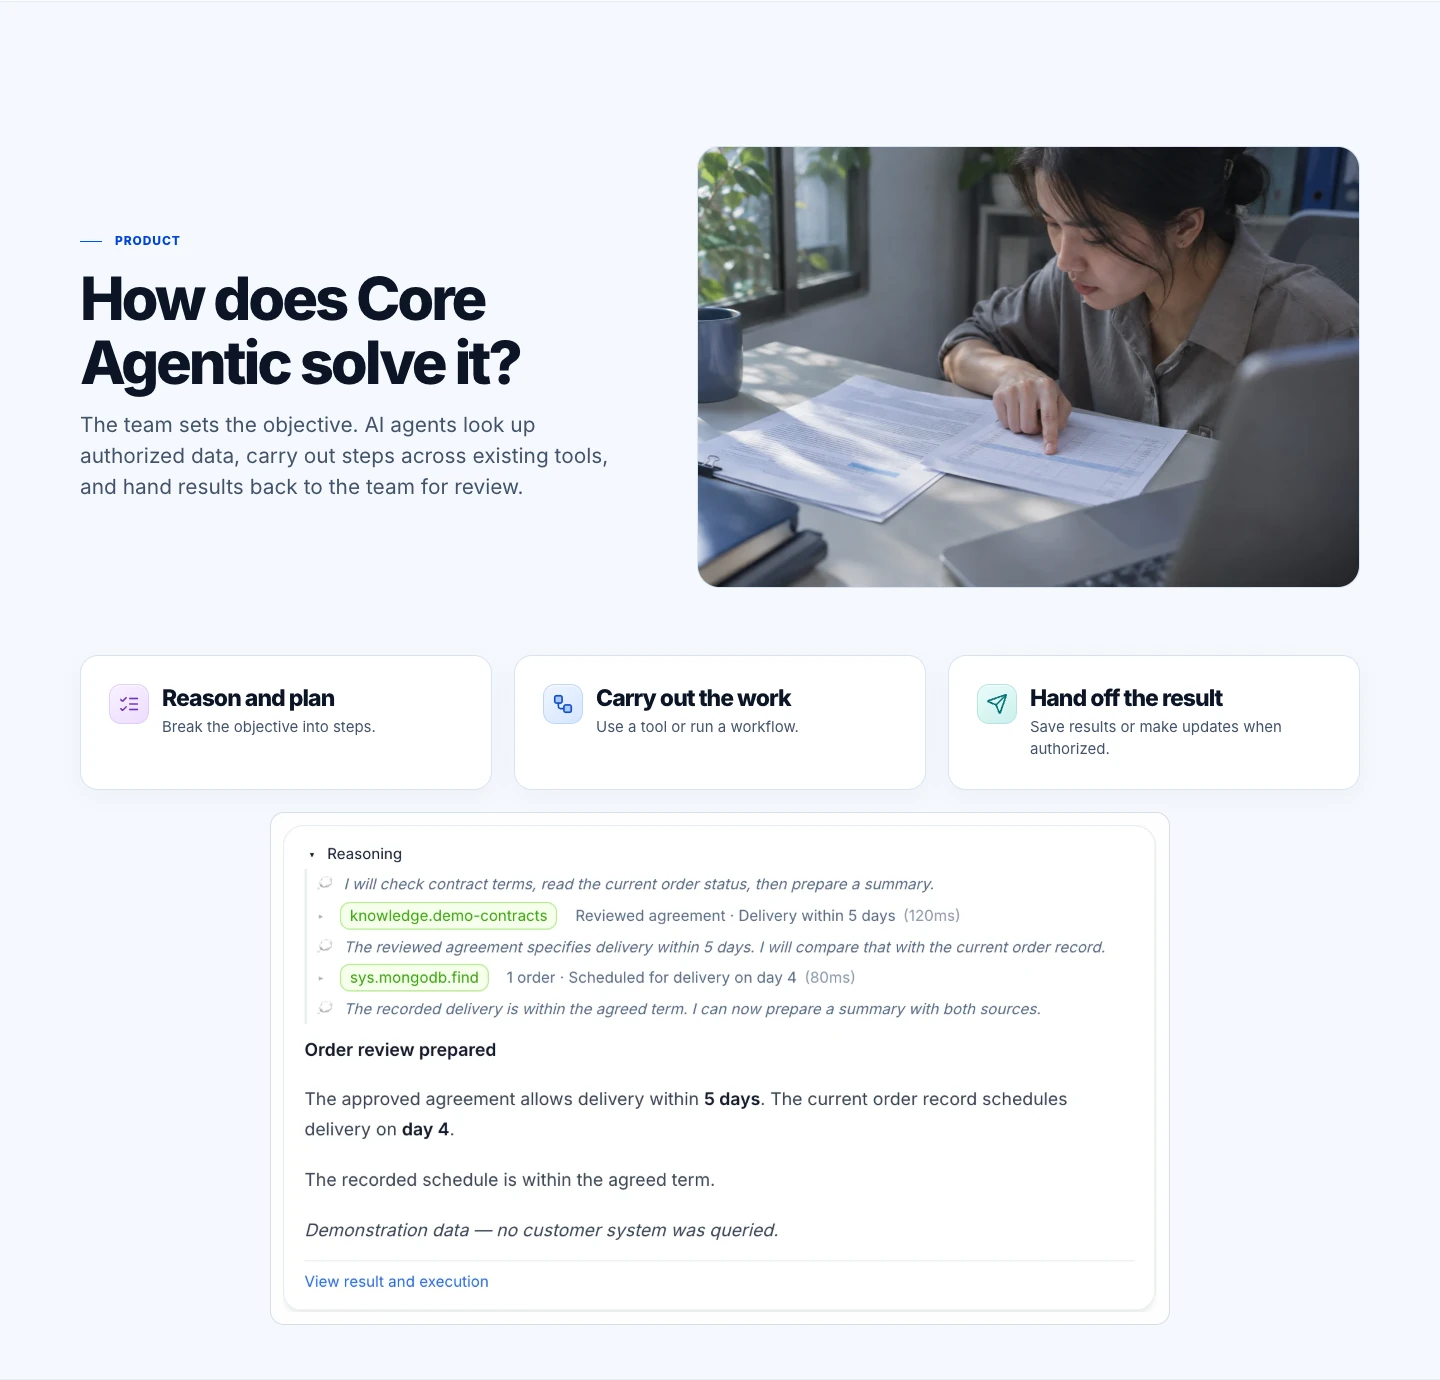 PRODUCT
How does Core
Agentic solve it?
The team sets the objective. AI agents look up
authorized data, carry out steps across existing tools,
and hand results back to the team for review.
Reason and plan
Break the objective into steps.
Carry out the work
Use a tool or run a workflow.
Hand off the result
Save results or make updates when
authorized.
Reasoning
I will check contract terms, read the current order status, then prepare a summary.
knowledge.demo-contracts Reviewed agreement · Delivery within 5 days (120ms)
The reviewed agreement specifies delivery within 5 days. I will compare that with the current order record.
sys.mongodb.find 1 order · Scheduled for delivery on day 4 (80ms)
The recorded delivery is within the agreed term. I can now prepare a summary with both sources.
Order review prepared
The approved agreement allows delivery within 5 days. The current order record schedules
delivery on day 4.
The recorded schedule is within the agreed term.
Demonstration data — no customer system was queried.
View result and execution